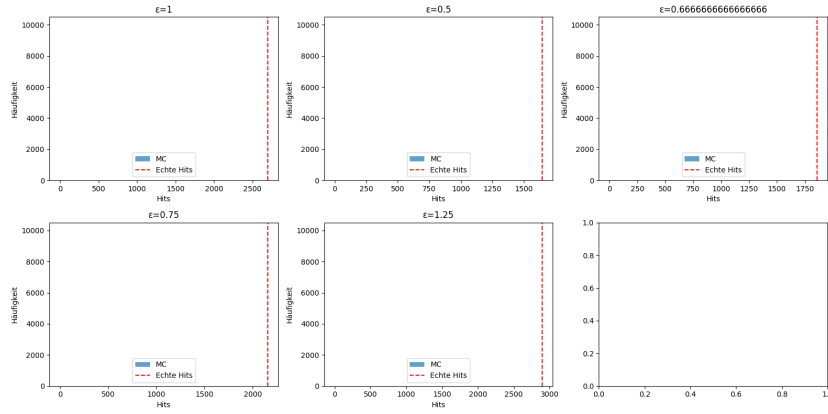 ε=1
10000
8000
6000
4000
2000
0
Häufigkeit
MC
Echte Hits
0 500 1000 1500 2000 2500
Hits
ε=0.5
10000
8000
6000
4000
2000
0
Häufigkeit
MC
Echte Hits
0 250 500 750 1000 1250 1500
Hits
ε=0.6666666666666666
10000
8000
6000
4000
2000
0
Häufigkeit
MC
Echte Hits
0 250 500 750 1000 1250 1500 1750
Hits
ε=0.75
10000
8000
6000
4000
2000
0
Häufigkeit
MC
Echte Hits
0 500 1000 1500 2000
Hits
ε=1.25
10000
8000
6000
4000
2000
0
Häufigkeit
MC
Echte Hits
0 500 1000 1500 2000 2500 3000
Hits
1.0
0.8
0.6
0.4
0.2
0.0
0.0 0.2 0.4 0.6 0.8 1.